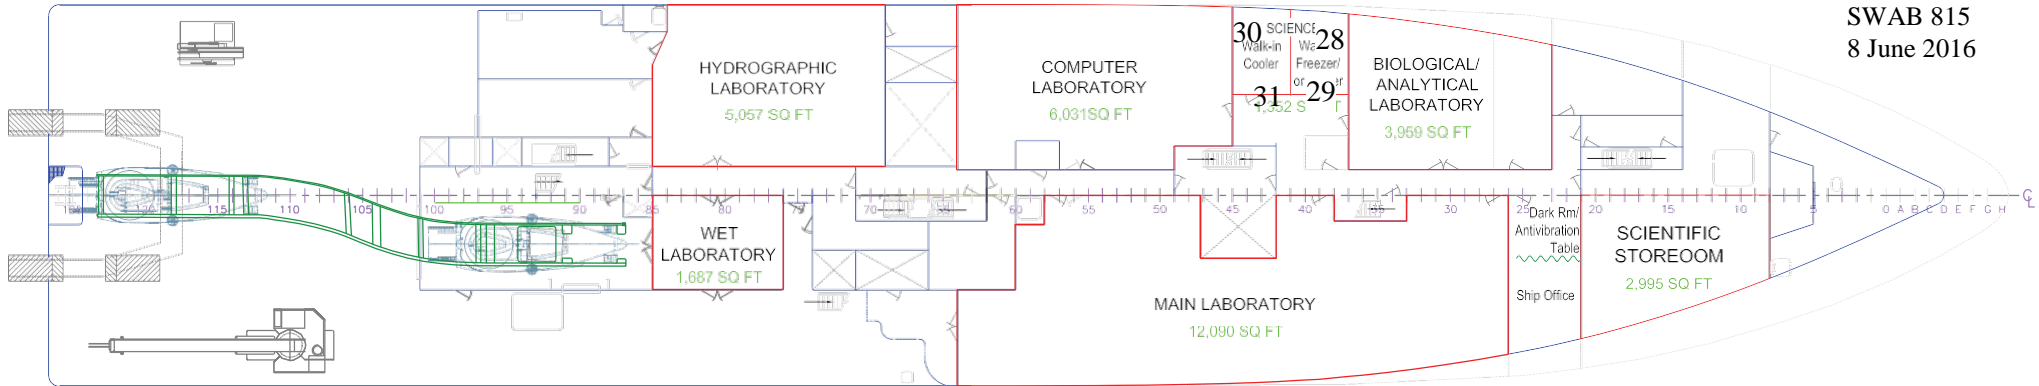 SWAB 815
8 June 2016
HYDROGRAPHIC
LABORATORY
5,057 SQ FT
COMPUTER
LABORATORY
6,031SQ FT
30
SCIENCE
28
Walk-in
Cooler
Freezer/
or
31
29
BIOLOGICAL/
ANALYTICAL
LABORATORY
3,959 SQ FT
110
105
100
95
90
85
80
70
60
55
50
45
40
35
30
25
20
15
10
5
0 A B C D E F G H
WET
LABORATORY
1,687 SQ FT
MAIN LABORATORY
12,090 SQ FT
Dark Rm/
Antivibration
Table
Ship Office
SCIENTIFIC
STOREOOM
2,995 SQ FT